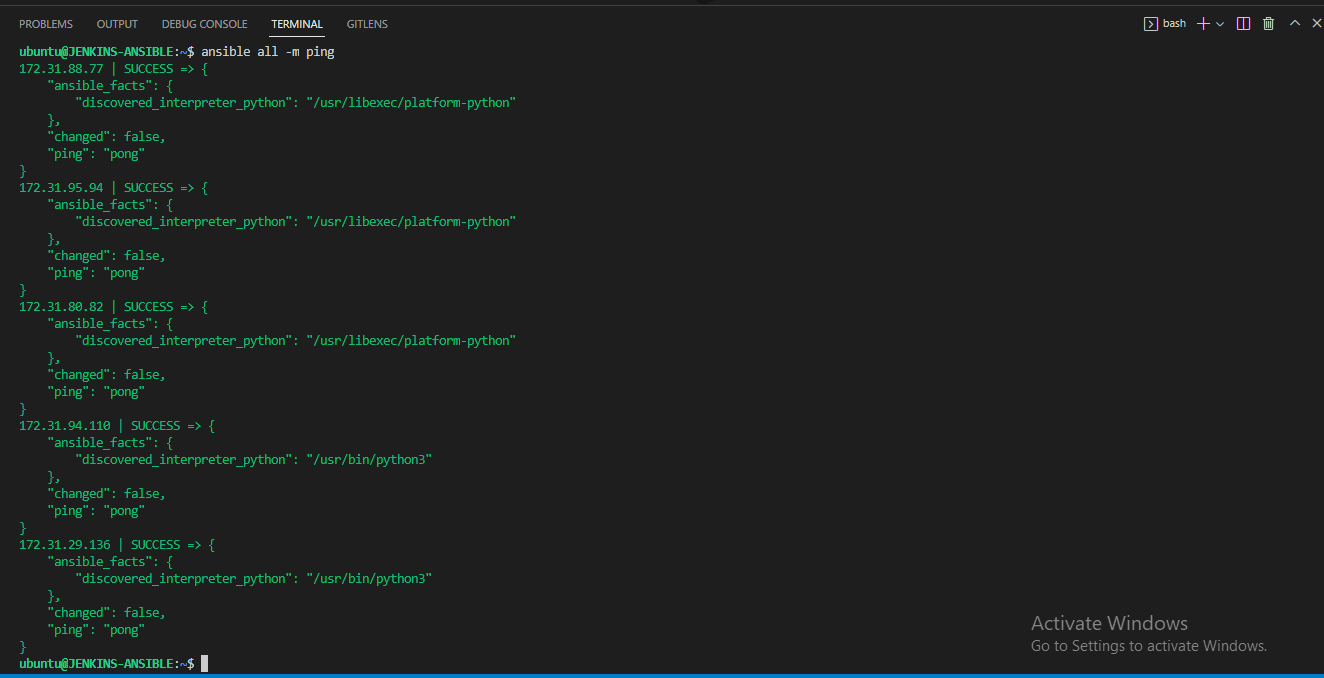 PROBLEMS OUTPUT DEBUG CONSOLE TERMINAL GITLENS bash
ubuntu@JENKINS-ANSIBLE:~$ ansible all -m ping
172.31.88.77 | SUCCESS => {
    "ansible_facts": {
        "discovered_interpreter_python": "/usr/libexec/platform-python"
    },
    "changed": false,
    "ping": "pong"
}
172.31.95.94 | SUCCESS => {
    "ansible_facts": {
        "discovered_interpreter_python": "/usr/libexec/platform-python"
    },
    "changed": false,
    "ping": "pong"
}
172.31.80.82 | SUCCESS => {
    "ansible_facts": {
        "discovered_interpreter_python": "/usr/libexec/platform-python"
    },
    "changed": false,
    "ping": "pong"
}
172.31.94.110 | SUCCESS => {
    "ansible_facts": {
        "discovered_interpreter_python": "/usr/bin/python3"
    },
    "changed": false,
    "ping": "pong"
}
172.31.29.136 | SUCCESS => {
    "ansible_facts": {
        "discovered_interpreter_python": "/usr/bin/python3"
    },
    "changed": false,
    "ping": "pong"
}
ubuntu@JENKINS-ANSIBLE:~$
Activate Windows
Go to Settings to activate Windows.